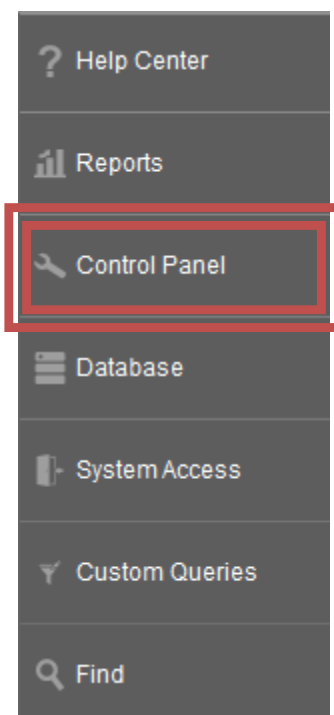 Help Center
Reports
Control Panel
Database
System Access
Custom Queries
Find